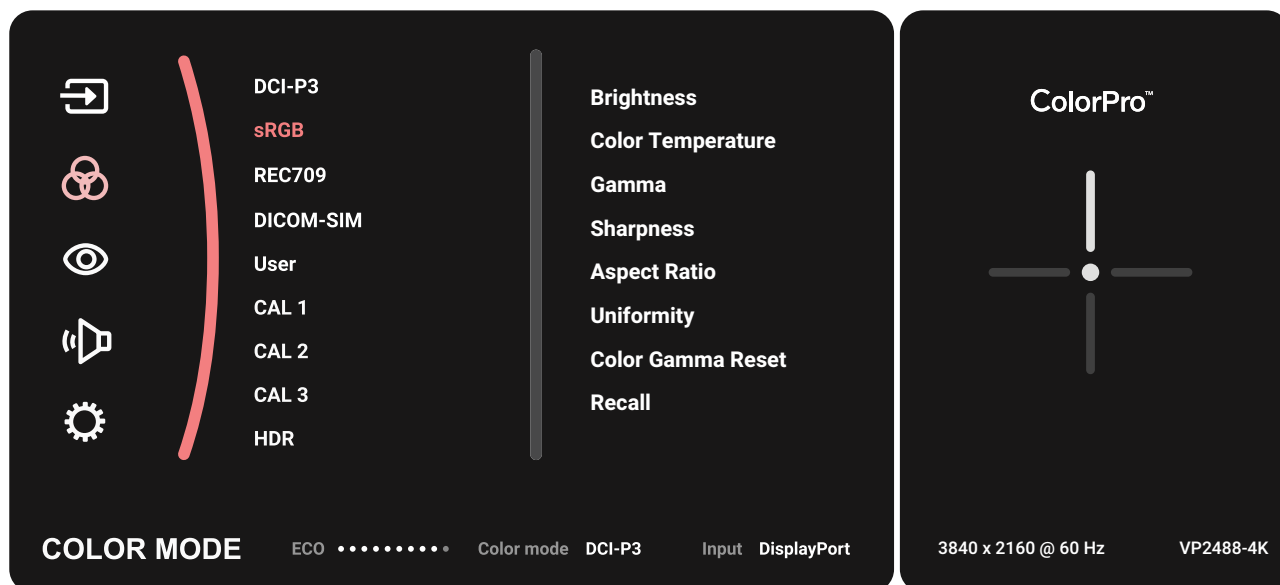 DCI-P3
sRGB
REC709
DICOM-SIM
User
CAL 1
CAL 2
CAL 3
HDR
Brightness
Color Temperature
Gamma
Sharpness
Aspect Ratio
Uniformity
Color Gamma Reset
Recall
ColorPro™
COLOR MODE ECO Color mode DCI-P3 Input DisplayPort
3840 x 2160 @ 60 Hz VP2488-4K